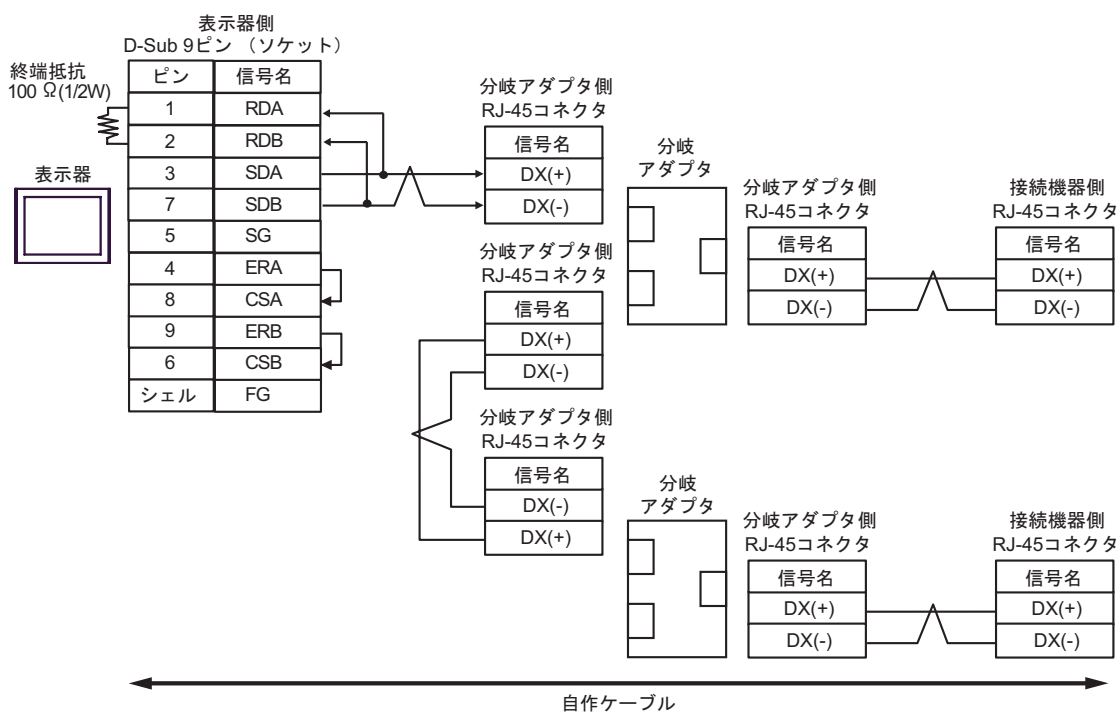 表示器側
D-Sub 9ピン （ソケット）
終端抵抗
100 Ω(1/2W)
表示器
ピン 信号名
1 RDA
2 RDB
3 SDA
7 SDB
5 SG
4 ERA
8 CSA
9 ERB
6 CSB
シェル FG
分岐アダプタ側
RJ-45コネクタ
信号名
DX(+)
DX(-)
分岐アダプタ側
RJ-45コネクタ
信号名
DX(+)
DX(-)
分岐アダプタ側
RJ-45コネクタ
信号名
DX(-)
DX(+)
分岐
アダプタ
分岐アダプタ側
RJ-45コネクタ
信号名
DX(+)
DX(-)
接続機器側
RJ-45コネクタ
信号名
DX(+)
DX(-)
分岐
アダプタ
分岐アダプタ側
RJ-45コネクタ
信号名
DX(+)
DX(-)
接続機器側
RJ-45コネクタ
信号名
DX(+)
DX(-)
自作ケーブル